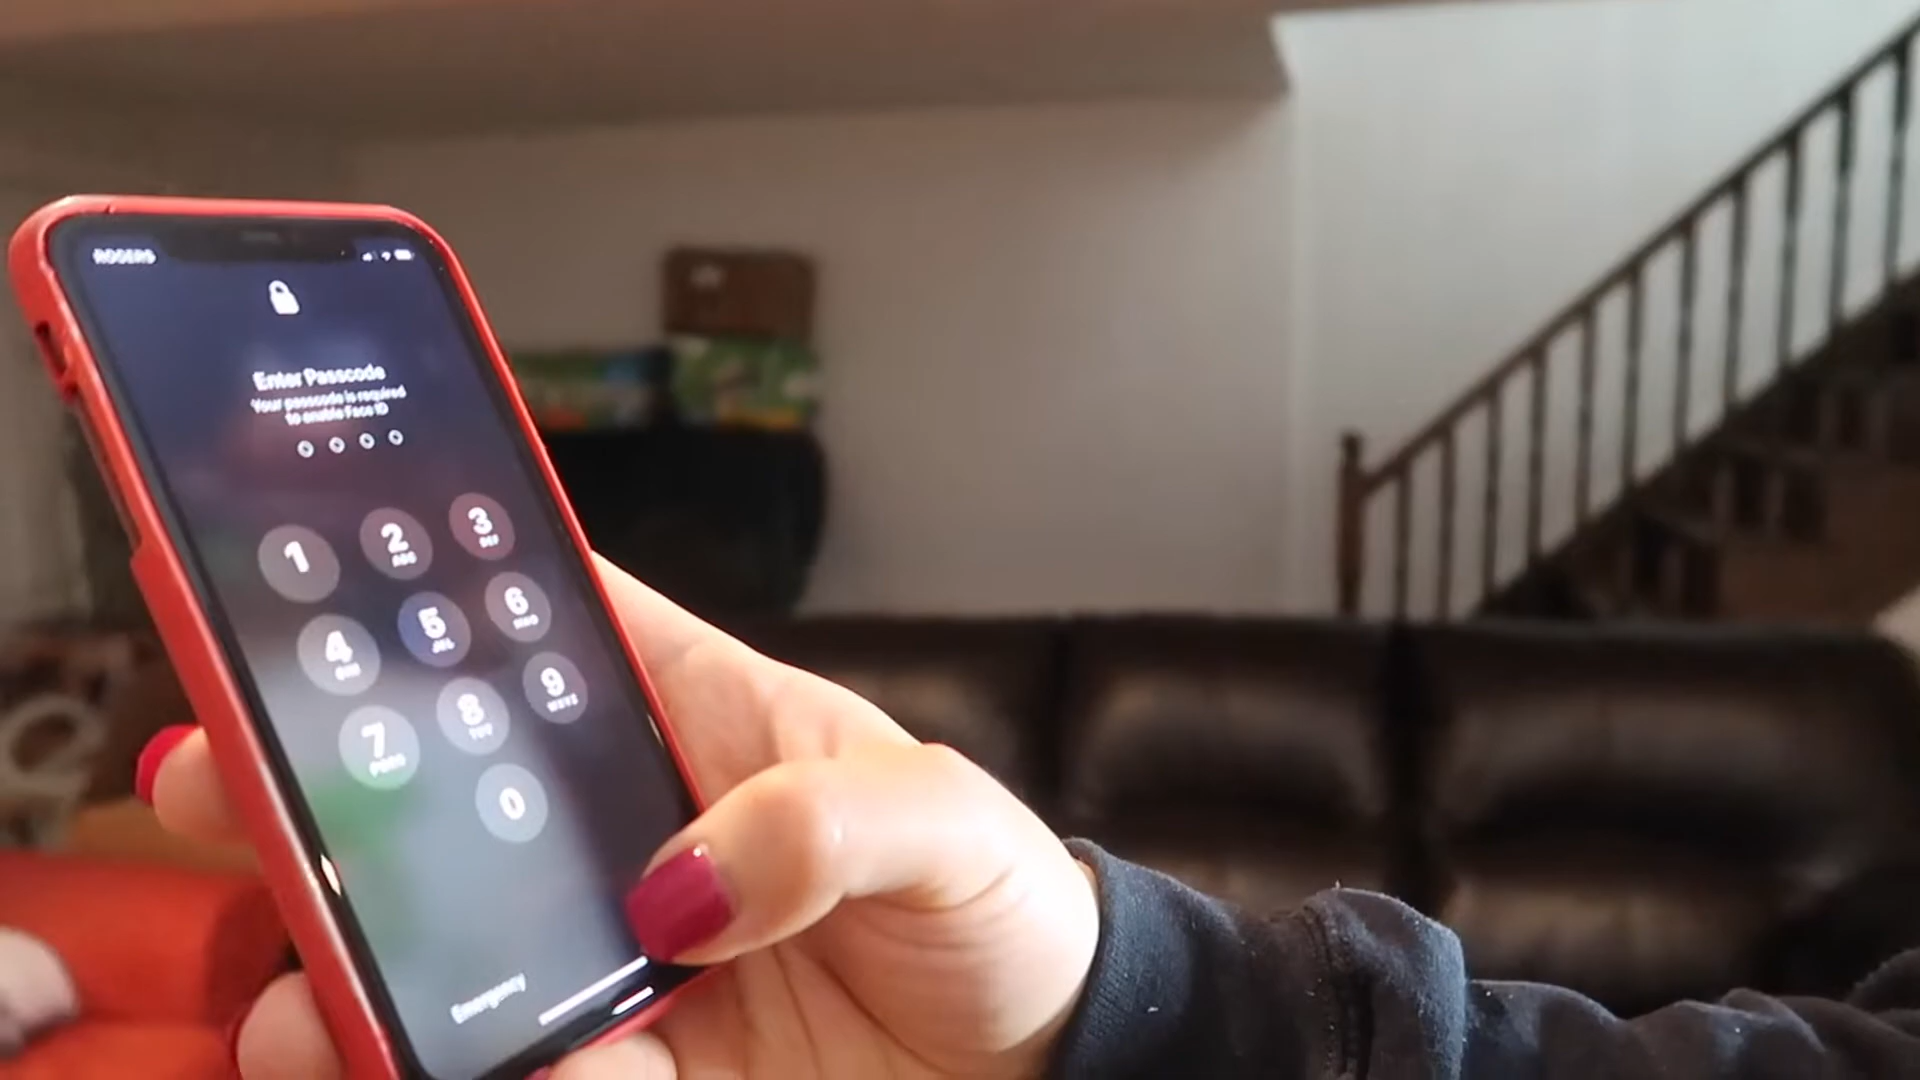 ROGERS
Enter Passcode
Your passcode is required
to enable Face ID
1
2
ABC
3
DEF
4
GHI
5
JKL
6
MNO
7
PQRS
8
TUV
9
WXYZ
0
Emergency